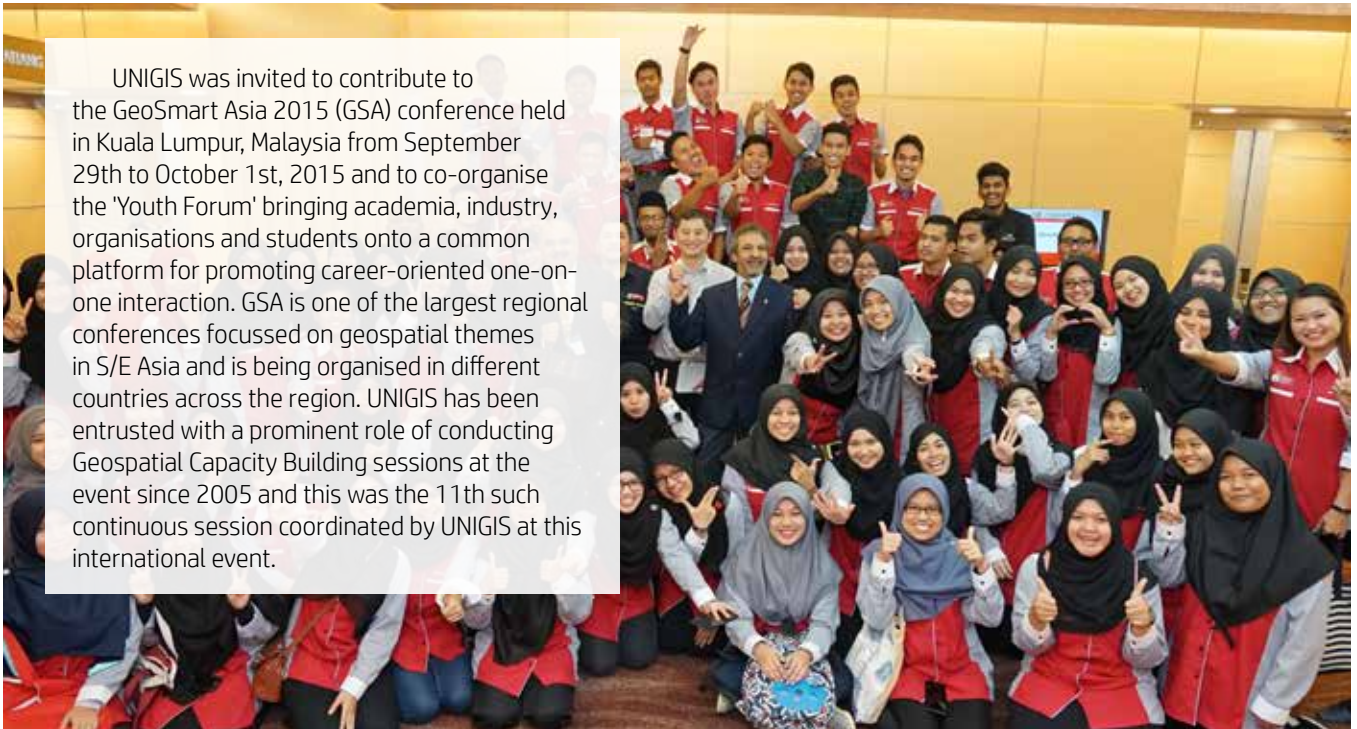 UNIGIS was invited to contribute to
the GeoSmart Asia 2015 (GSA) conference held
in Kuala Lumpur, Malaysia from September
29th to October 1st, 2015 and to co-organise
the 'Youth Forum' bringing academia, industry,
organisations and students onto a common
platform for promoting career-oriented one-on-
one interaction. GSA is one of the largest regional
conferences focussed on geospatial themes
in S/E Asia and is being organised in different
countries across the region. UNIGIS has been
entrusted with a prominent role of conducting
Geospatial Capacity Building sessions at the
event since 2005 and this was the 11th such
continuous session coordinated by UNIGIS at this
international event.